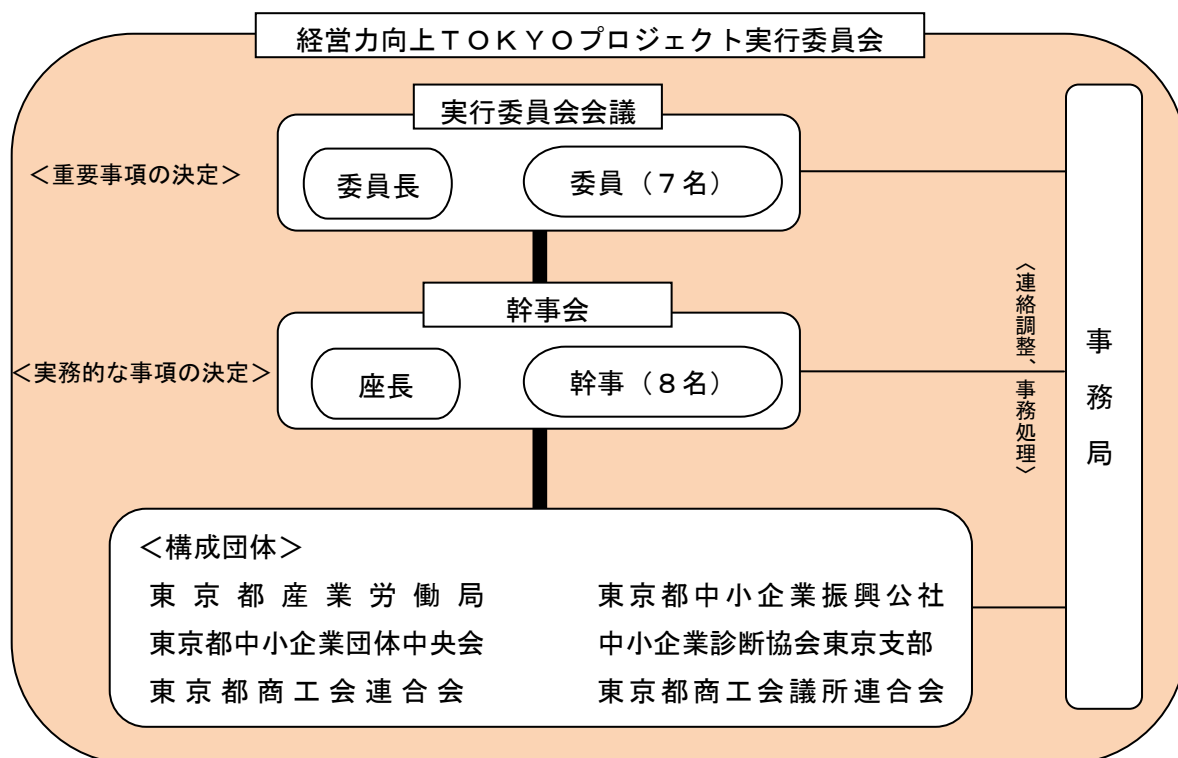 経営力向上ＴＯＫＹＯプロジェクト実行委員会
実行委員会会議
＜重要事項の決定＞
委員長
委員（７名）
幹事会
＜実務的な事項の決定＞
座長
幹事（８名）
〈連絡調整、事務処理〉
事務局
＜構成団体＞
東京都産業労働局 東京都中小企業振興公社
東京都中小企業団体中央会 中小企業診断協会東京支部
東京都商工会連合会 東京都商工会議所連合会